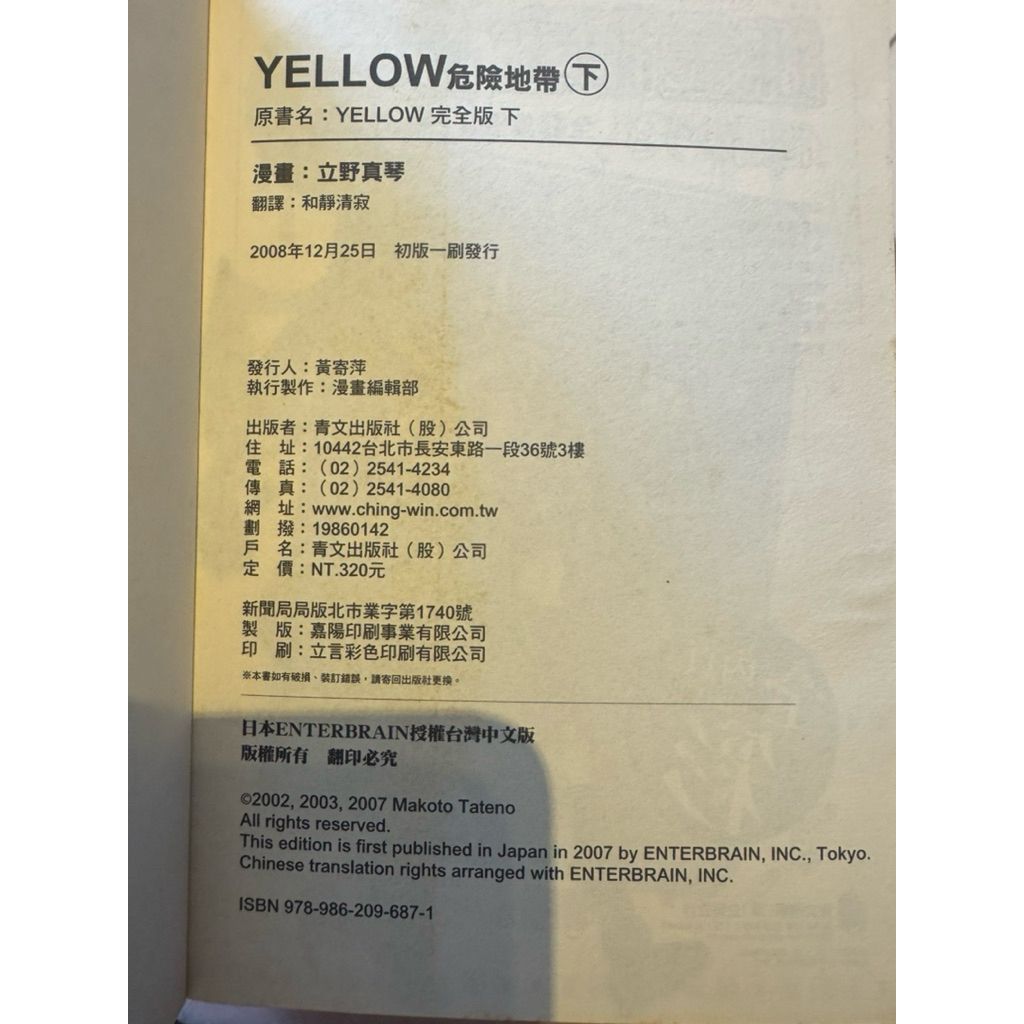 YELLOW危險地帶下
原書名：YELLOW 完全版 下
漫畫：立野真琴
翻譯：和靜清寂
2008年12月25日　初版一刷發行
發行人：黃寄萍
執行製作：漫畫編輯部
出版者：青文出版社（股）公司
住　址：10442台北市長安東路一段36號3樓
電　話：（02）2541-4234
傳　真：（02）2541-4080
網　址：www.ching-win.com.tw
劃　撥：19860142
戶　名：青文出版社（股）公司
定　價：NT.320元
新聞局局版北市業字第1740號
製　版：嘉陽印刷事業有限公司
印　刷：立言彩色印刷有限公司
※本書如有破損、裝訂錯誤，請寄回出版社更換。
日本ENTERBRAIN授權台灣中文版
版權所有　翻印必究
©2002, 2003, 2007 Makoto Tateno
All rights reserved.
This edition is first published in Japan in 2007 by ENTERBRAIN, INC., Tokyo.
Chinese translation rights arranged with ENTERBRAIN, INC.
ISBN 978-986-209-687-1